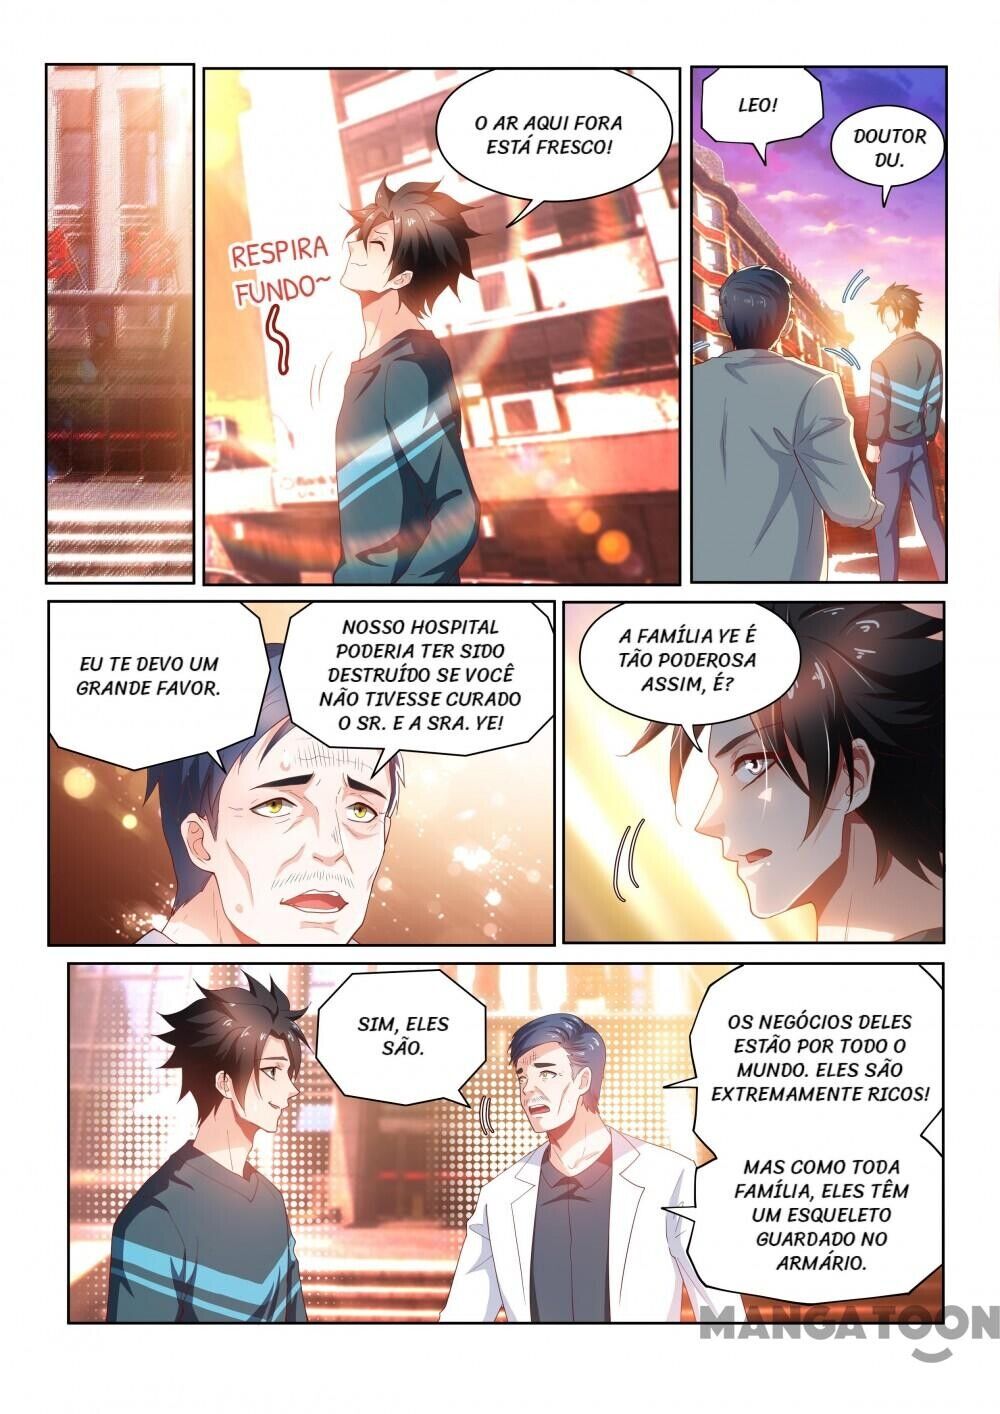 O AR AQUI FORA
ESTÁ FRESCO!
RESPIRA
FUNDO~
LEO!
DOUTOR
DU.
EU TE DEVO UM
GRANDE FAVOR.
NOSSO HOSPITAL
PODERIA TER SIDO
DESTRUÍDO SE VOCÊ
NÃO TIVESSE CURADO
O SR. E A SRA. YE!
A FAMÍLIA YE É
TÃO PODEROSA
ASSIM, É?
SIM, ELES
SÃO.
OS NEGÓCIOS DELES
ESTÃO POR TODO O
MUNDO. ELES SÃO
EXTREMAMENTE RICOS!
MAS COMO TODA
FAMÍLIA, ELES TÊM
UM ESQUELETO
GUARDADO NO
ARMÁRIO.
MANGATOON